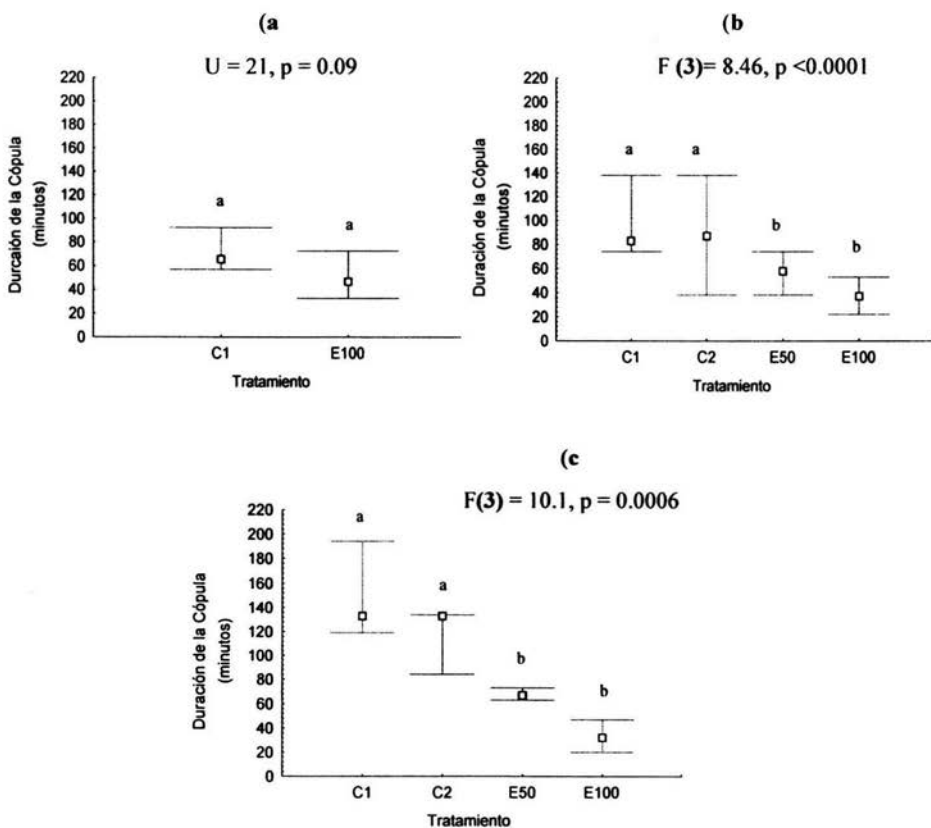 (a
U = 21, p = 0.09
220
200
180
160
140
120
100
80
60
40
20
0
Durcaión de la Cópula
(minutos)
a
a
C1 E100
Tratamiento
(b
F (3)= 8.46, p <0.0001
220
200
180
160
140
120
100
80
60
40
20
0
Duración de la Cópula
(minutos)
a
a
b
b
C1 C2 E50 E100
Tratamiento
(c
F(3) = 10.1, p = 0.0006
220
200
180
160
140
120
100
80
60
40
20
0
Duración de la Cópula
(minutos)
a
a
b
b
C1 C2 E50 E100
Tratamiento